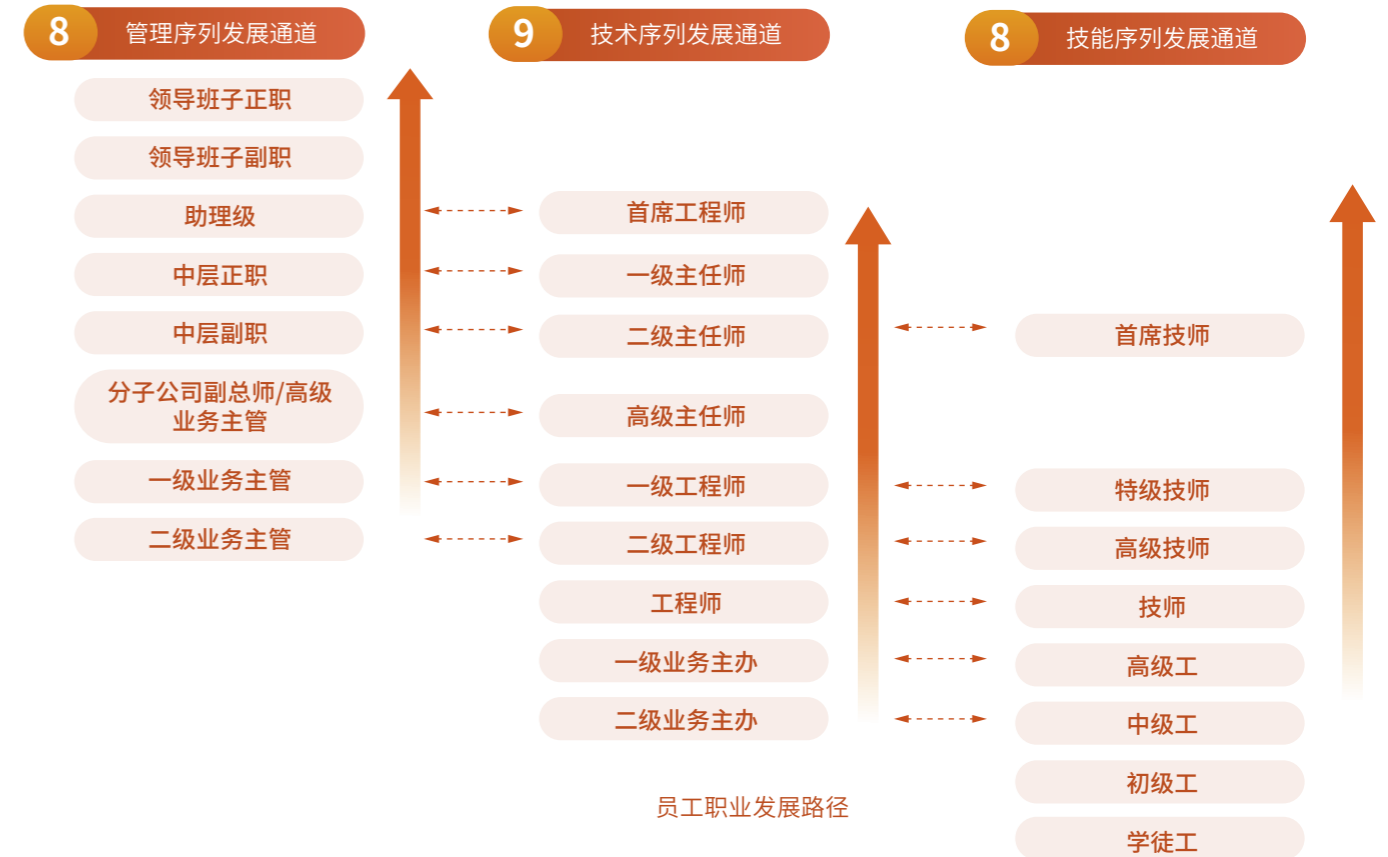 8
管理序列发展通道
领导班子正职
领导班子副职
助理级
中层正职
中层副职
分子公司副总师/高级
业务主管
一级业务主管
二级业务主管
9
技术序列发展通道
首席工程师
一级主任师
二级主任师
高级主任师
一级工程师
二级工程师
工程师
一级业务主办
二级业务主办
8
技能序列发展通道
首席技师
特级技师
高级技师
技师
高级工
中级工
初级工
学徒工
员工职业发展路径